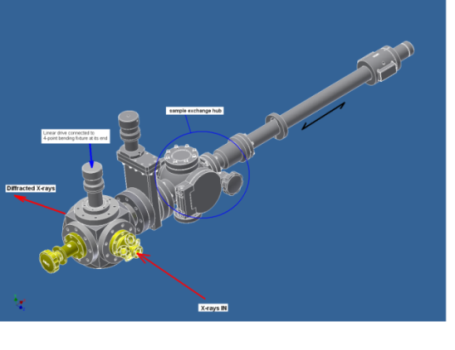 sample exchange hub
Linear drive connected to
4-point bending fixture at its end.
Diffracted X-rays
X-rays IN